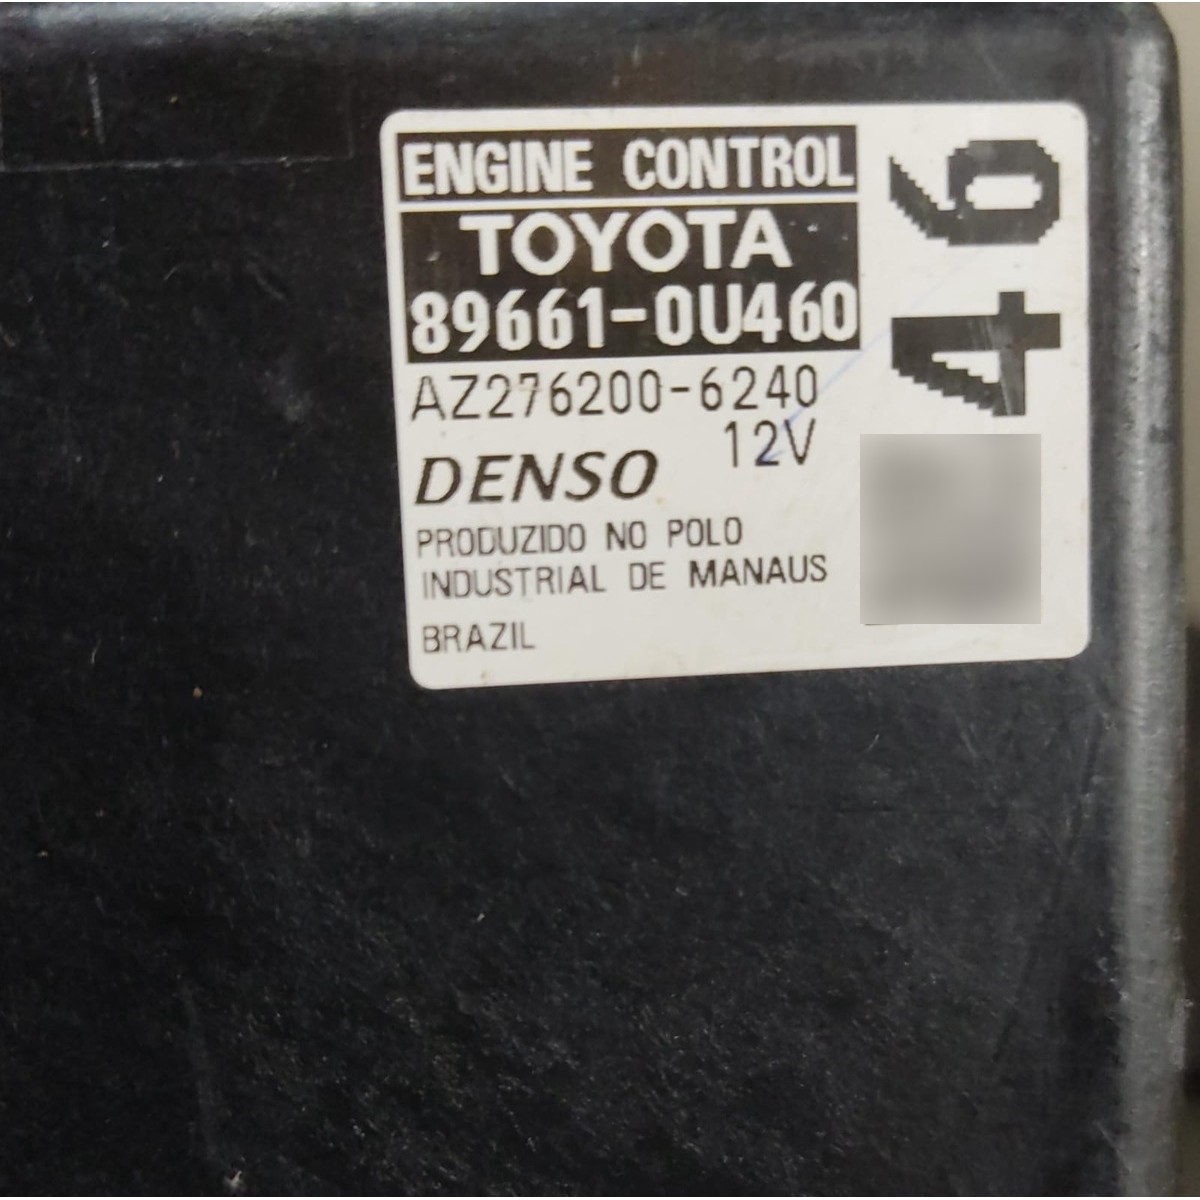 ENGINE CONTROL
TOYOTA
89661-0U460
AZ276200-6240
12V
DENSO
PRODUZIDO NO POLO
INDUSTRIAL DE MANAUS
BRAZIL
46